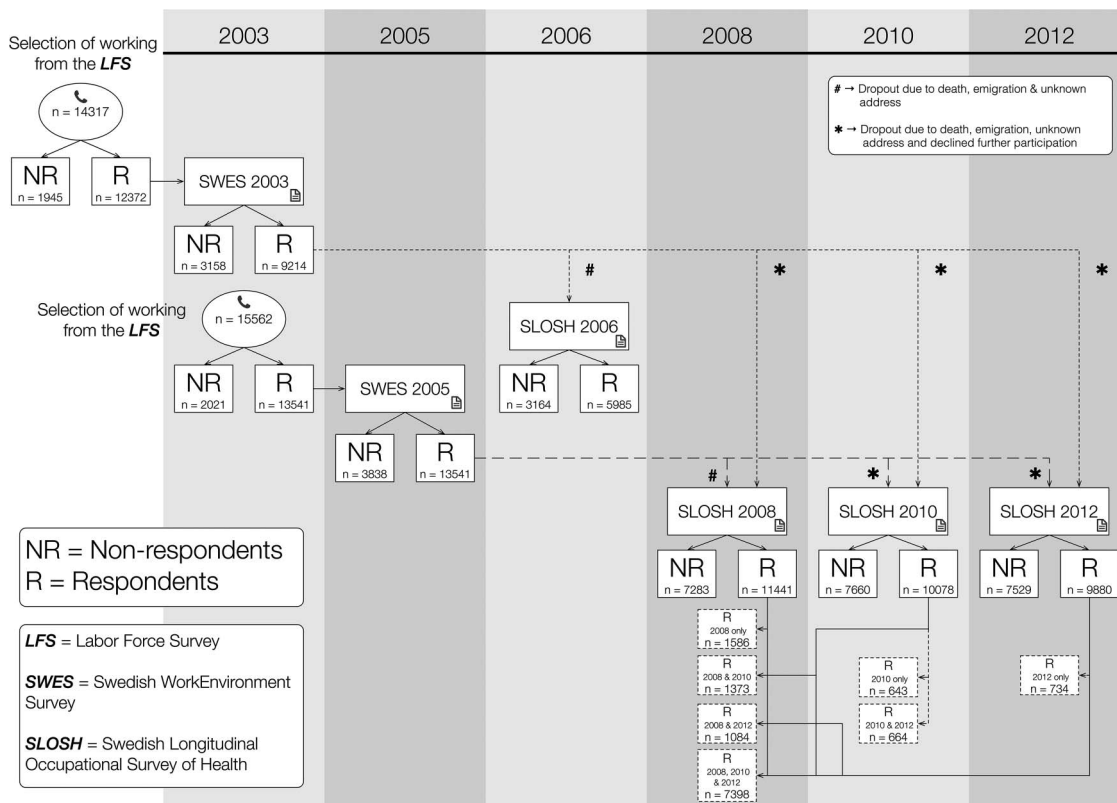 2003 2005 2006 2008 2010 2012
Selection of working
from the LFS
n = 14317
NR
n = 1945
R
n = 12372
SWES 2003
NR
n = 3158
R
n = 9214
# → Dropout due to death, emigration & unknown
address
* → Dropout due to death, emigration, unknown
address and declined further participation
# * * *
Selection of working
from the LFS
n = 15562
NR
n = 2021
R
n = 13541
SWES 2005
NR
n = 3838
R
n = 13541
SLOSH 2006
NR
n = 3164
R
n = 5985
# * *
SLOSH 2008
NR
n = 7283
R
n = 11441
R
2008 only
n = 1586
R
2008 & 2010
n = 1373
R
2008 & 2012
n = 1084
R
2008, 2010
& 2012
n = 7398
SLOSH 2010
NR
n = 7660
R
n = 10078
R
2010 only
n = 643
R
2010 & 2012
n = 664
SLOSH 2012
NR
n = 7529
R
n = 9880
R
2012 only
n = 734
NR = Non-respondents
R = Respondents
LFS = Labor Force Survey
SWES = Swedish WorkEnvironment
Survey
SLOSH = Swedish Longitudinal
Occupational Survey of Health